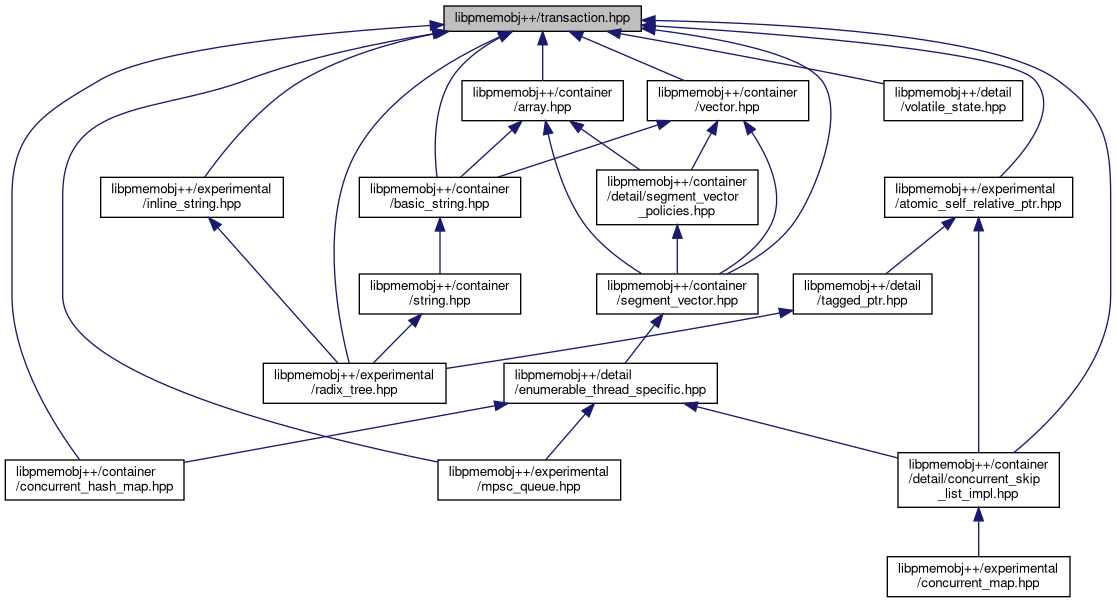 libpmemobj++/transaction.hpp
libpmemobj++/container
/array.hpp
libpmemobj++/container
/vector.hpp
libpmemobj++/detail
/volatile_state.hpp
libpmemobj++/experimental
/inline_string.hpp
libpmemobj++/container
/basic_string.hpp
libpmemobj++/container
/detail/segment_vector
_policies.hpp
libpmemobj++/experimental
/atomic_self_relative_ptr.hpp
libpmemobj++/container
/string.hpp
libpmemobj++/container
/segment_vector.hpp
libpmemobj++/detail
/tagged_ptr.hpp
libpmemobj++/experimental
/radix_tree.hpp
libpmemobj++/detail
/enumerable_thread_specific.hpp
libpmemobj++/container
/concurrent_hash_map.hpp
libpmemobj++/experimental
/mpsc_queue.hpp
libpmemobj++/container
/detail/concurrent_skip
_list_impl.hpp
libpmemobj++/experimental
/concurrent_map.hpp